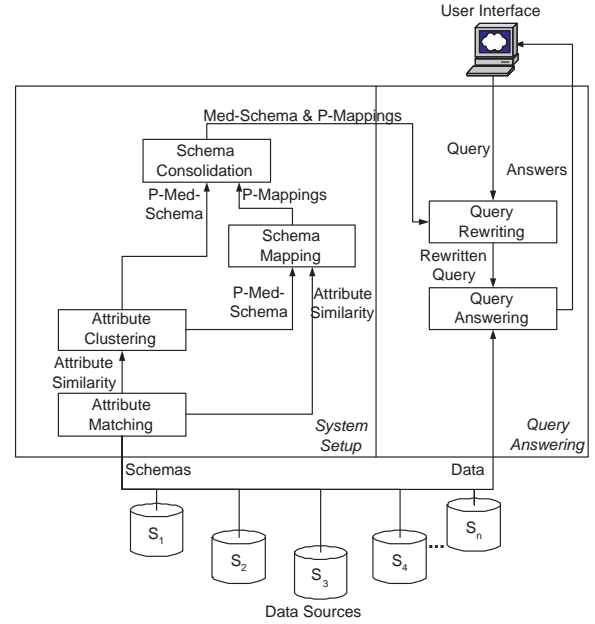 User Interface
Med-Schema & P-Mappings
Schema
Consolidation
Query
Answers
P-Med-
Schema
P-Mappings
Query
Rewriting
Schema
Mapping
Rewritten
Query
P-Med-
Schema
Attribute
Similarity
Query
Answering
Attribute
Clustering
Attribute
Similarity
Attribute
Matching
System
Setup
Query
Answering
Schemas
Data
S1
S2
S3
S4
...
Sn
Data Sources